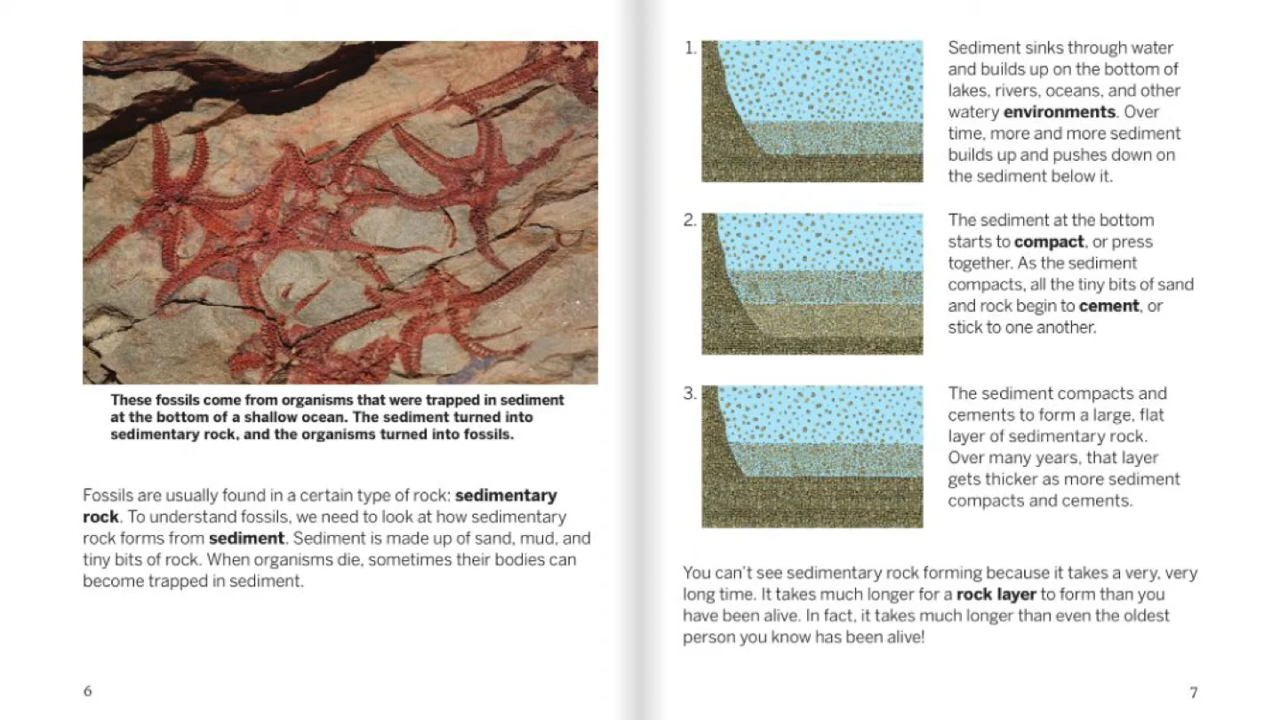 These fossils come from organisms that were trapped in sediment
at the bottom of a shallow ocean. The sediment turned into
sedimentary rock, and the organisms turned into fossils.
Fossils are usually found in a certain type of rock: sedimentary
rock. To understand fossils, we need to look at how sedimentary
rock forms from sediment. Sediment is made up of sand, mud, and
tiny bits of rock. When organisms die, sometimes their bodies can
become trapped in sediment.
6
1.
Sediment sinks through water
and builds up on the bottom of
lakes, rivers, oceans, and other
watery environments. Over
time, more and more sediment
builds up and pushes down on
the sediment below it.
2.
The sediment at the bottom
starts to compact, or press
together. As the sediment
compacts, all the tiny bits of sand
and rock begin to cement, or
stick to one another.
3.
The sediment compacts and
cements to form a large, flat
layer of sedimentary rock.
Over many years, that layer
gets thicker as more sediment
compacts and cements.
You can't see sedimentary rock forming because it takes a very, very
long time. It takes much longer for a rock layer to form than you
have been alive. In fact, it takes much longer than even the oldest
person you know has been alive!
7